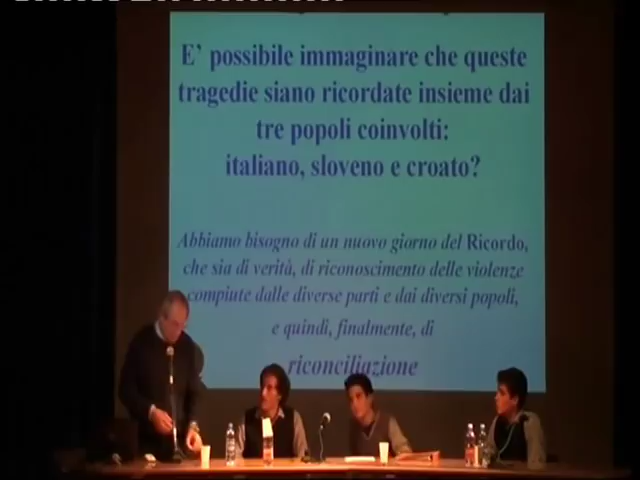 E' possibile immaginare che queste
tragedie siano ricordate insieme dai
tre popoli coinvolti:
italiano, sloveno e croato?
Abbiamo bisogno di un nuovo giorno del Ricordo,
che sia di verità, di riconoscimento delle violenze
compiute dalle diverse parti e dai diversi popoli,
e quindi, finalmente, di
riconciliazione